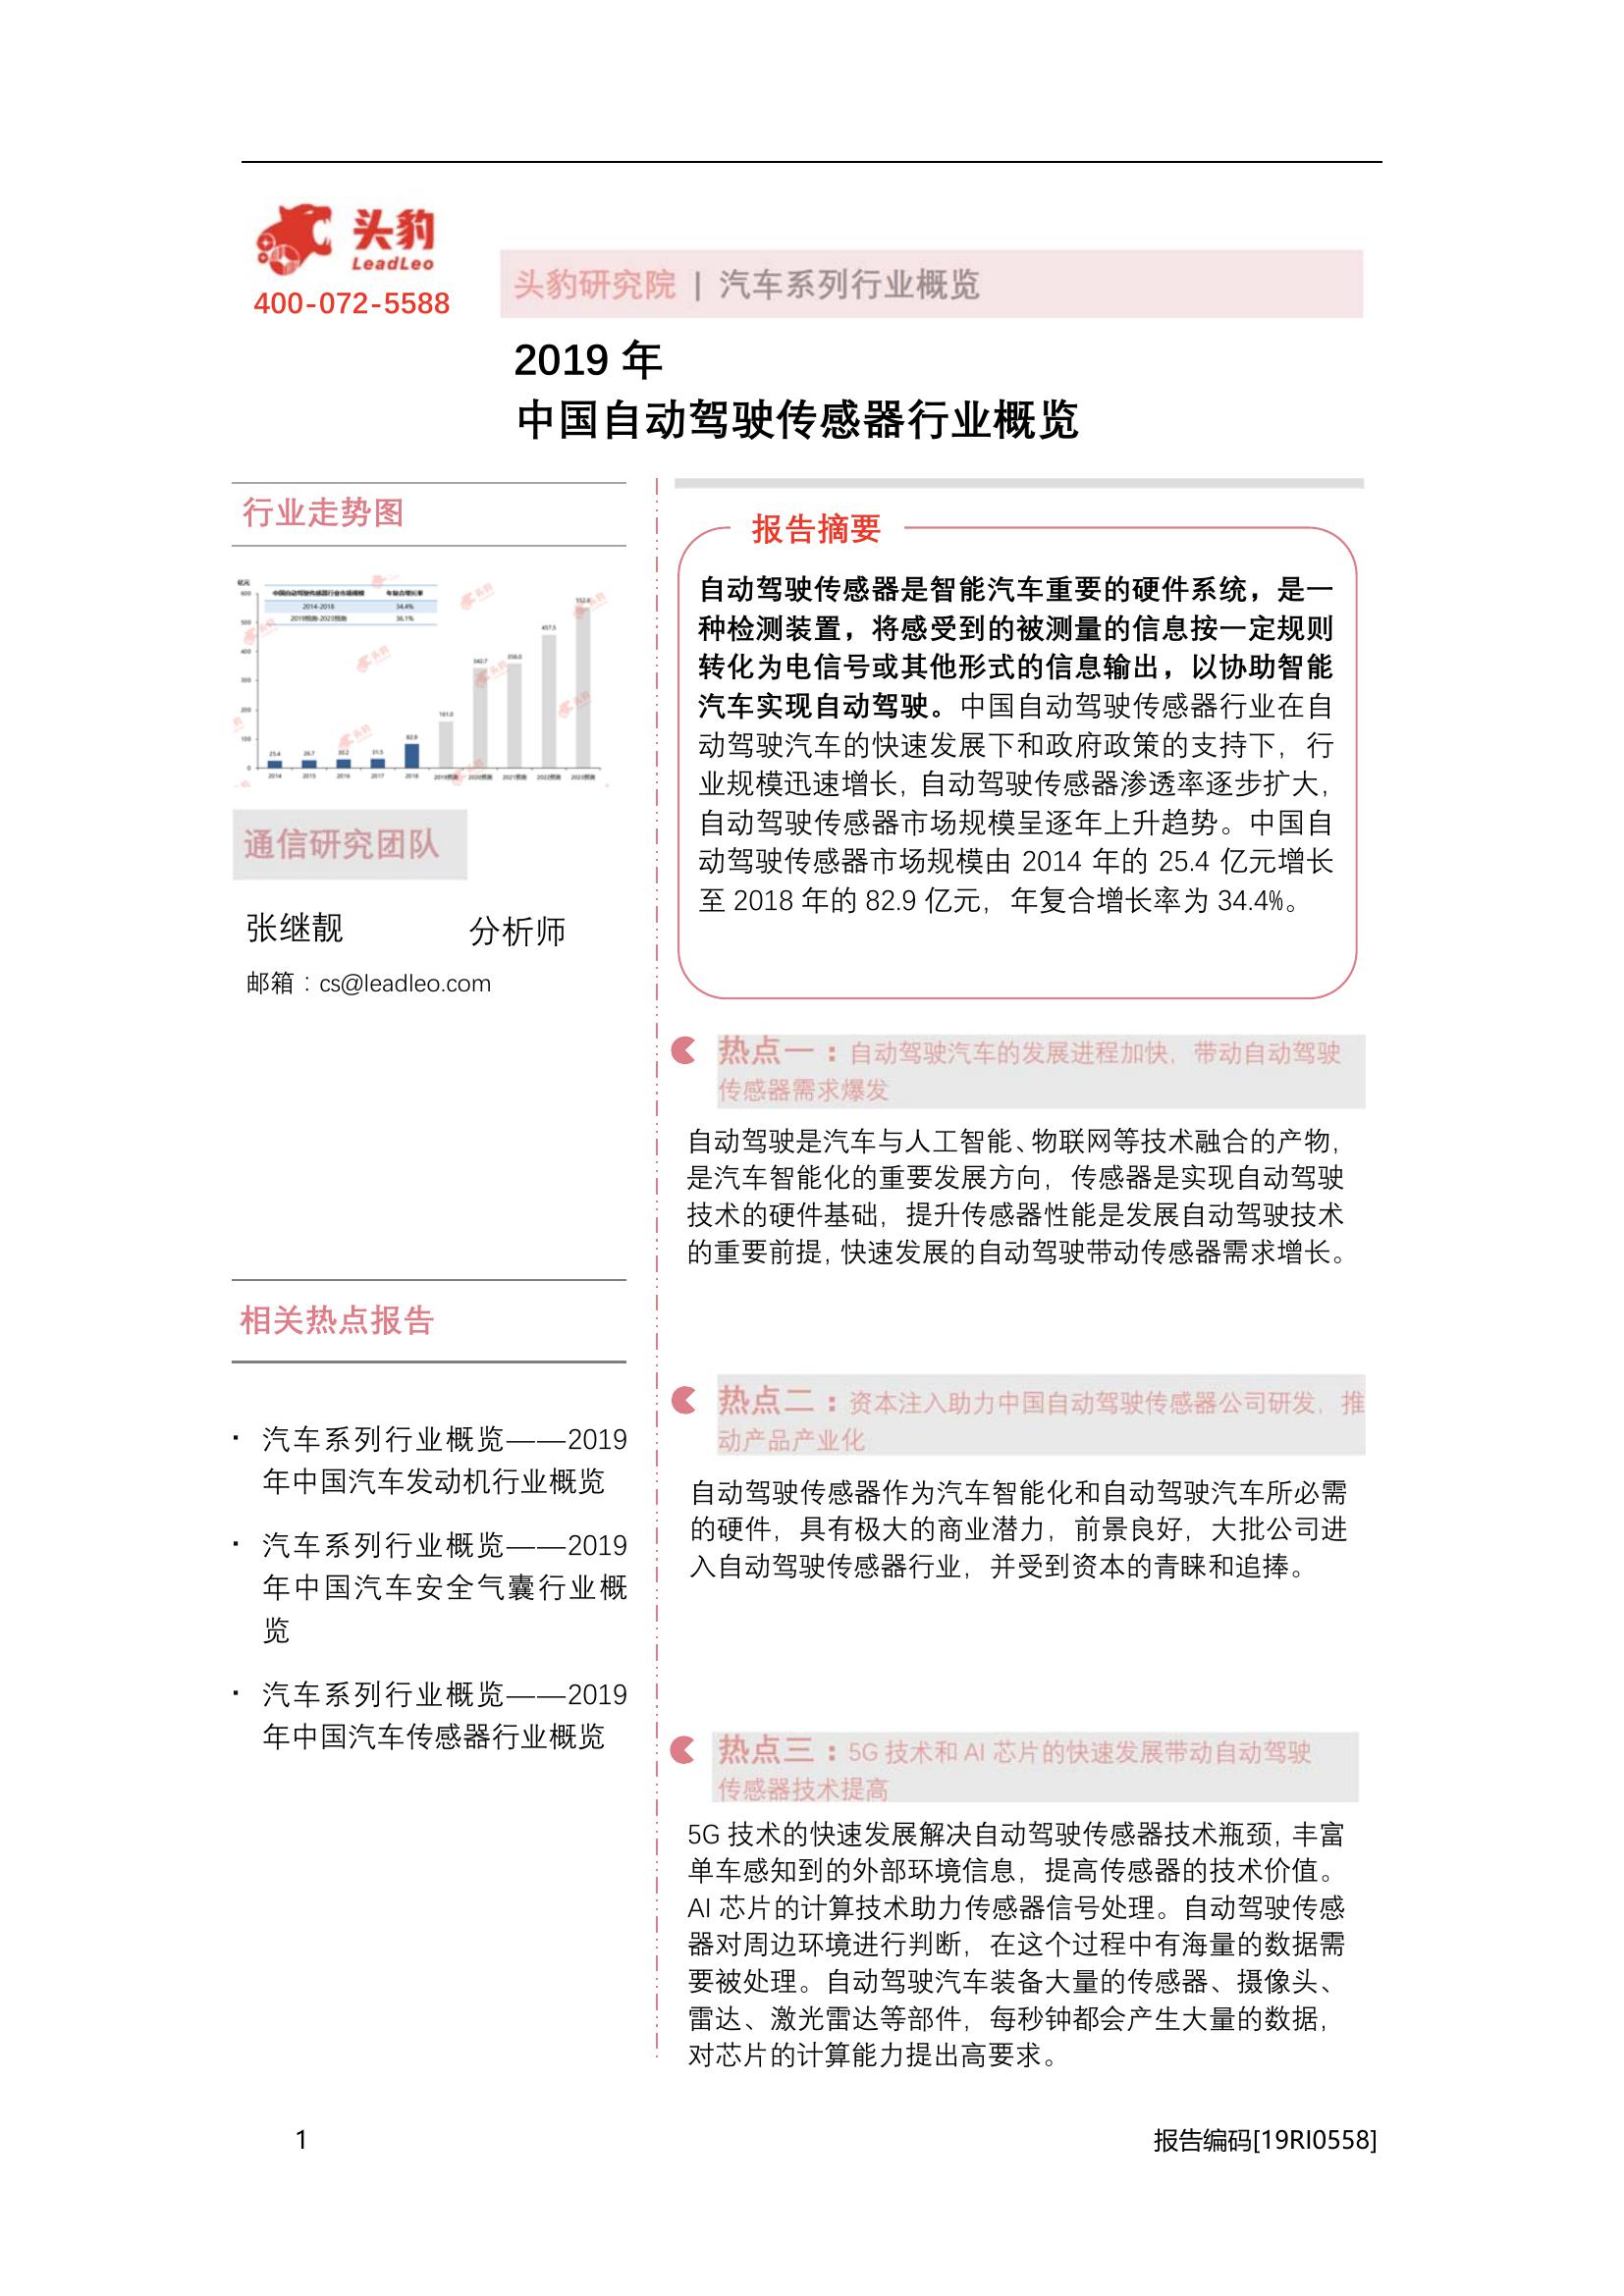 头豹
LeadLeo
400-072-5588
头豹研究院 | 汽车系列行业概览
2019 年
中国自动驾驶传感器行业概览
行业走势图
亿元
中国自动驾驶传感器行业市场规模 年复合增长率
2014-2018 34.4%
2019预测-2023预测 36.1%
600
500
400
300
200
100
0
25.4 26.7 30.2 31.5 82.9 161.0 342.7 358.0 457.5 552.8
2014 2015 2016 2017 2018 2019预测 2020预测 2021预测 2022预测 2023预测
通信研究团队
张继靓 分析师
邮箱：cs@leadleo.com
相关热点报告
· 汽车系列行业概览——2019
年中国汽车发动机行业概览
· 汽车系列行业概览——2019
年中国汽车安全气囊行业概
览
· 汽车系列行业概览——2019
年中国汽车传感器行业概览
报告摘要
自动驾驶传感器是智能汽车重要的硬件系统，是一
种检测装置，将感受到的被测量的信息按一定规则
转化为电信号或其他形式的信息输出，以协助智能
汽车实现自动驾驶。中国自动驾驶传感器行业在自
动驾驶汽车的快速发展下和政府政策的支持下，行
业规模迅速增长，自动驾驶传感器渗透率逐步扩大，
自动驾驶传感器市场规模呈逐年上升趋势。中国自
动驾驶传感器市场规模由 2014 年的 25.4 亿元增长
至 2018 年的 82.9 亿元，年复合增长率为 34.4%。
热点一：自动驾驶汽车的发展进程加快，带动自动驾驶
传感器需求爆发
自动驾驶是汽车与人工智能、物联网等技术融合的产物，
是汽车智能化的重要发展方向，传感器是实现自动驾驶
技术的硬件基础，提升传感器性能是发展自动驾驶技术
的重要前提，快速发展的自动驾驶带动传感器需求增长。
热点二：资本注入助力中国自动驾驶传感器公司研发，推
动产品产业化
自动驾驶传感器作为汽车智能化和自动驾驶汽车所必需
的硬件，具有极大的商业潜力，前景良好，大批公司进
入自动驾驶传感器行业，并受到资本的青睐和追捧。
热点三：5G 技术和 AI 芯片的快速发展带动自动驾驶
传感器技术提高
5G 技术的快速发展解决自动驾驶传感器技术瓶颈，丰富
单车感知到的外部环境信息，提高传感器的技术价值。
AI 芯片的计算技术助力传感器信号处理。自动驾驶传感
器对周边环境进行判断，在这个过程中有海量的数据需
要被处理。自动驾驶汽车装备大量的传感器、摄像头、
雷达、激光雷达等部件，每秒钟都会产生大量的数据，
对芯片的计算能力提出高要求。
1
报告编码[19RI0558]